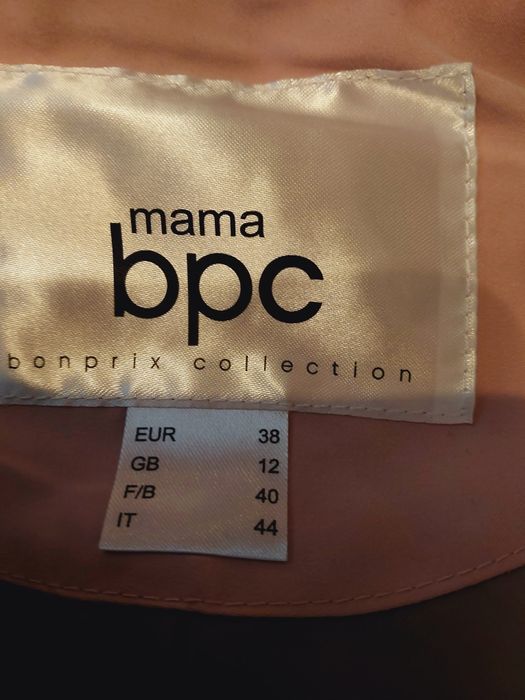 mama
bpc
bonprix collection
EUR 38
GB 12
F/B 40
IT 44